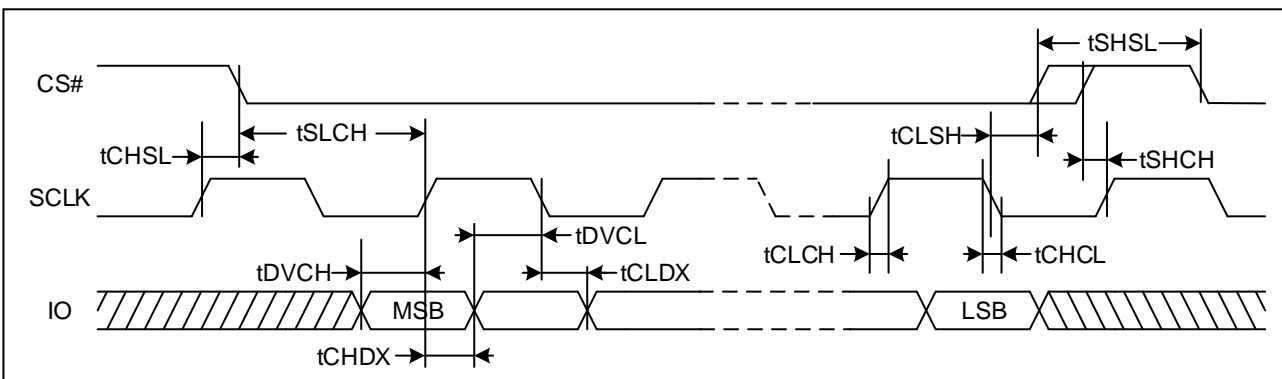 tSHSL
CS#
tSLCH
tCLSH
tCHSL
tSHCH
SCLK
tDVCL
tCLCH
tCHCL
tDVCH
tCLDX
IO
MSB
LSB
tCHDX